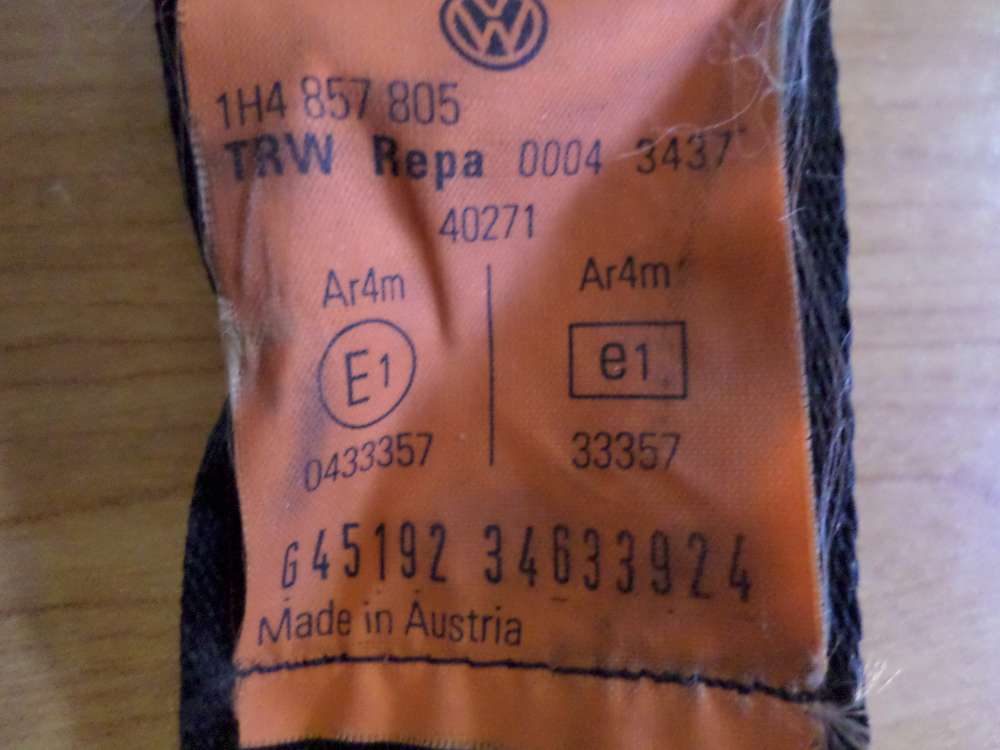 VW
1H4 857 805
TRW Repa 0004 3437
40271
Ar4m Ar4m
E1 e1
0433357 33357
G45192 34633924
Made in Austria